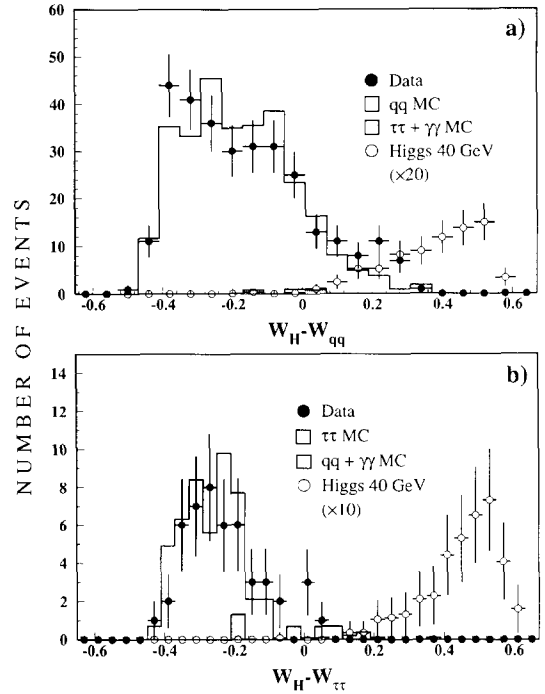 NUMBER OF EVENTS
60
50
40
30
20
10
0
a)
Data
qq MC
ττ + γγ MC
Higgs 40 GeV
(×20)
-0.6 -0.4 -0.2 0 0.2 0.4 0.6
W_H-W_qq
14
12
10
8
6
4
2
0
b)
Data
ττ MC
qq + γγ MC
Higgs 40 GeV
(×10)
-0.6 -0.4 -0.2 0 0.2 0.4 0.6
W_H-W_ττ